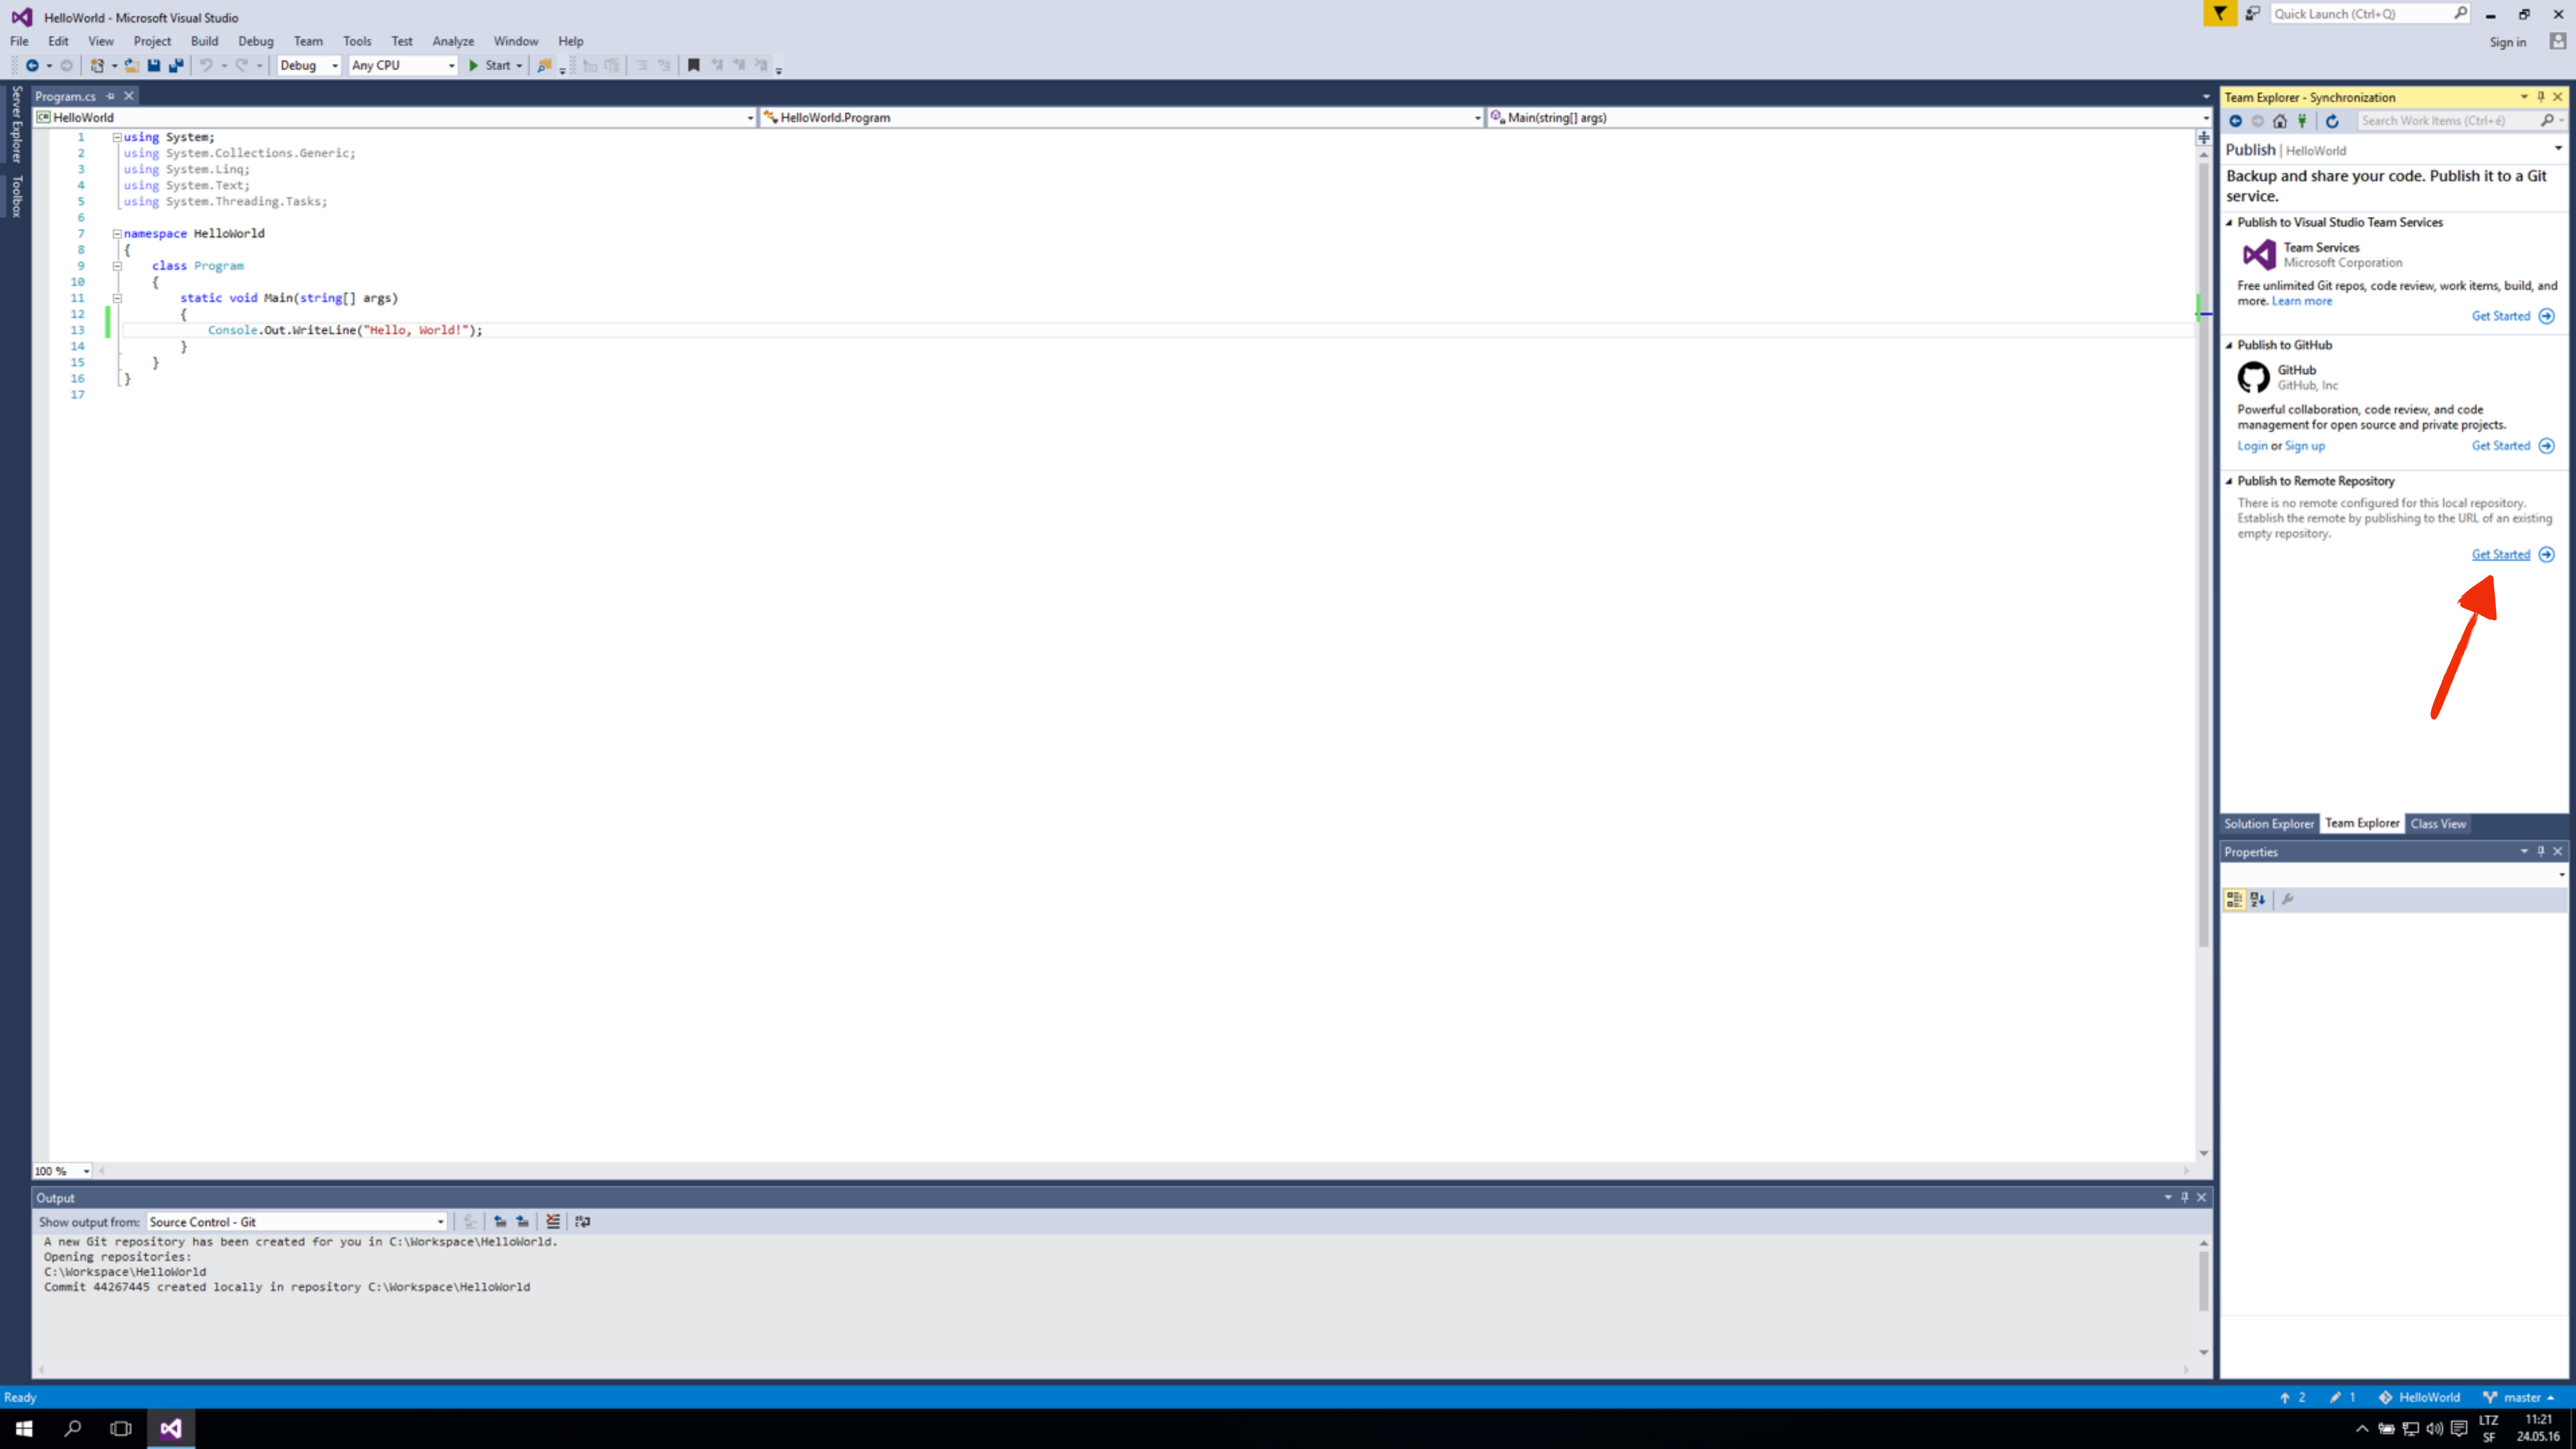 HelloWorld - Microsoft Visual Studio
Quick Launch (Ctrl+Q)
File Edit View Project Build Debug Team Tools Test Analyze Window Help
Sign in
Debug Any CPU Start
Server Explorer
Toolbox
Program.cs
HelloWorld HelloWorld.Program Main(string[] args)
1 using System;
2 using System.Collections.Generic;
3 using System.Linq;
4 using System.Text;
5 using System.Threading.Tasks;
6
7 namespace HelloWorld
8 {
9 class Program
10 {
11 static void Main(string[] args)
12 {
13 Console.Out.WriteLine("Hello, World!");
14 }
15 }
16 }
17
100 %
Team Explorer - Synchronization
Search Work Items (Ctrl+é)
Publish | HelloWorld
Backup and share your code. Publish it to a Git
service.
Publish to Visual Studio Team Services
Team Services
Microsoft Corporation
Free unlimited Git repos, code review, work items, build, and
more. Learn more
Get Started
Publish to GitHub
GitHub
GitHub, Inc
Powerful collaboration, code review, and code
management for open source and private projects.
Login or Sign up Get Started
Publish to Remote Repository
There is no remote configured for this local repository.
Establish the remote by publishing to the URL of an existing
empty repository.
Get Started
Solution Explorer Team Explorer Class View
Properties
Output
Show output from: Source Control - Git
A new Git repository has been created for you in C:\Workspace\HelloWorld.
Opening repositories:
C:\Workspace\HelloWorld
Commit 44267445 created locally in repository C:\Workspace\HelloWorld
Ready 2 1 HelloWorld master
LTZ 11:21
SF 24.05.16